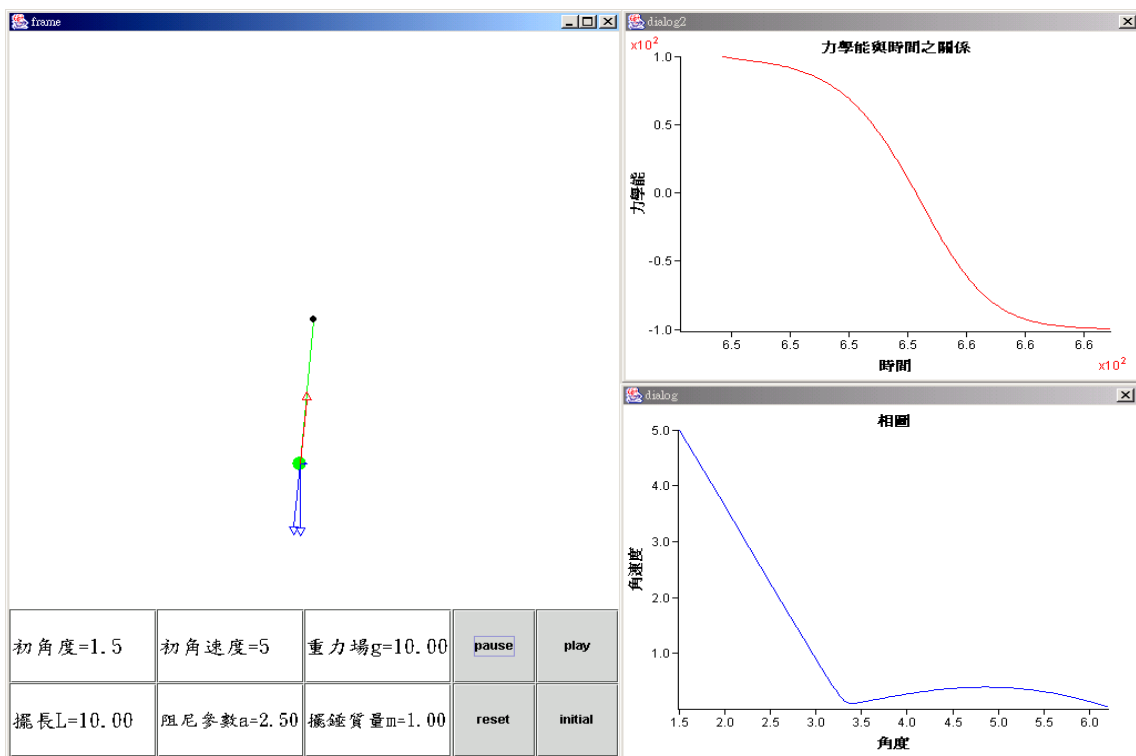 frame
初角度=1.5
初角速度=5
重力場g=10.00
pause
play
擺長L=10.00
阻尼參數a=2.50
擺錘質量m=1.00
reset
initial
dialog2
力學能與時間之關係
x10²
力學能
1.0
0.5
0.0
-0.5
-1.0
6.5
6.5
6.5
6.5
6.6
6.6
6.6
時間
x10²
dialog
相圖
角速度
5.0
4.0
3.0
2.0
1.0
1.5
2.0
2.5
3.0
3.5
4.0
4.5
5.0
5.5
6.0
角度